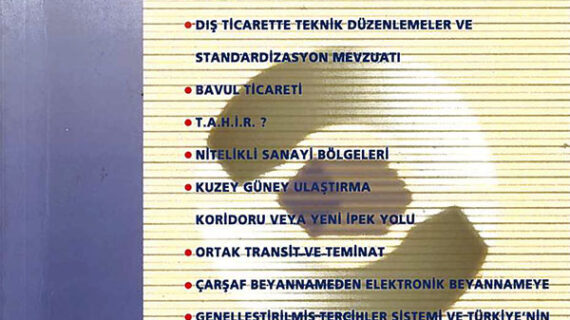 • DIŞ TİCARETTE TEKNİK DÜZENLEMELER VE
STANDARDİZASYON MEVZUATI
• BAVUL TİCARETİ
• T.A.H.İ.R. ?
• NİTELİKLİ SANAYİ BÖLGELERİ
• KUZEY GÜNEY ULAŞTIRMA
KORİDORU VEYA YENİ İPEK YOLU
• ORTAK TRANSİT VE TEMİNAT
• ÇARŞAF BEYANNAMEDEN ELEKTRONİK BEYANNAMEYE
• GENELLEŞTİRİLMİŞ TERCİHLER SİSTEMİ VE TÜRKİYE'NİN